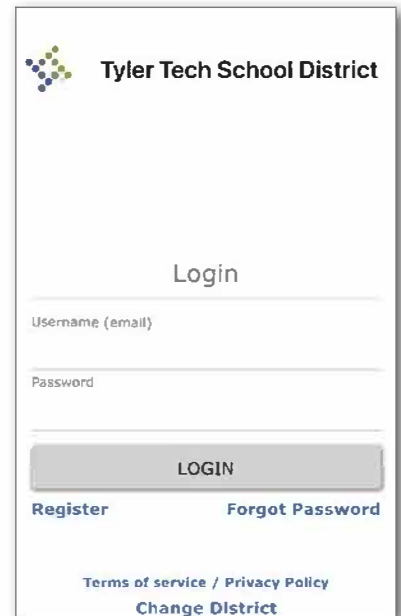 Tyler Tech School District
Login
Username (email)
Password
LOGIN
Register Forgot Password
Terms of service / Privacy Policy
Change District